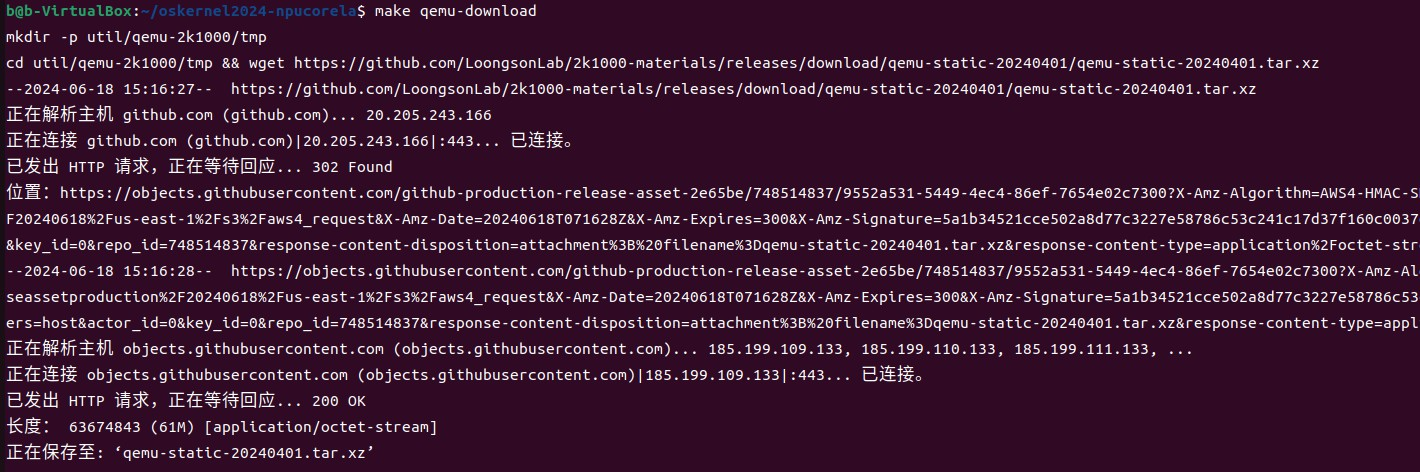 b@b-VirtualBox:~/oskernel2024-npucorela$ make qemu-download
mkdir -p util/qemu-2k1000/tmp
cd util/qemu-2k1000/tmp && wget https://github.com/LoongsonLab/2k1000-materials/releases/download/qemu-static-20240401/qemu-static-20240401.tar.xz
--2024-06-18 15:16:27--  https://github.com/LoongsonLab/2k1000-materials/releases/download/qemu-static-20240401/qemu-static-20240401.tar.xz
正在解析主机 github.com (github.com)... 20.205.243.166
正在连接 github.com (github.com)|20.205.243.166|:443... 已连接。
已发出 HTTP 请求，正在等待回应... 302 Found
位置：https://objects.githubusercontent.com/github-production-release-asset-2e65be/748514837/9552a531-5449-4ec4-86ef-7654e02c7300?X-Amz-Algorithm=AWS4-HMAC-S
F20240618%2Fus-east-1%2Fs3%2Faws4_request&X-Amz-Date=20240618T071628Z&X-Amz-Expires=300&X-Amz-Signature=5a1b34521cce502a8d77c3227e58786c53c241c17d37f160c0037
&key_id=0&repo_id=748514837&response-content-disposition=attachment%3B%20filename%3Dqemu-static-20240401.tar.xz&response-content-type=application%2Foctet-str
--2024-06-18 15:16:28--  https://objects.githubusercontent.com/github-production-release-asset-2e65be/748514837/9552a531-5449-4ec4-86ef-7654e02c7300?X-Amz-Al
seassetproduction%2F20240618%2Fus-east-1%2Fs3%2Faws4_request&X-Amz-Date=20240618T071628Z&X-Amz-Expires=300&X-Amz-Signature=5a1b34521cce502a8d77c3227e58786c53
ers=host&actor_id=0&key_id=0&repo_id=748514837&response-content-disposition=attachment%3B%20filename%3Dqemu-static-20240401.tar.xz&response-content-type=appl
正在解析主机 objects.githubusercontent.com (objects.githubusercontent.com)... 185.199.109.133, 185.199.110.133, 185.199.111.133, ...
正在连接 objects.githubusercontent.com (objects.githubusercontent.com)|185.199.109.133|:443... 已连接。
已发出 HTTP 请求，正在等待回应... 200 OK
长度： 63674843 (61M) [application/octet-stream]
正在保存至: ‘qemu-static-20240401.tar.xz’